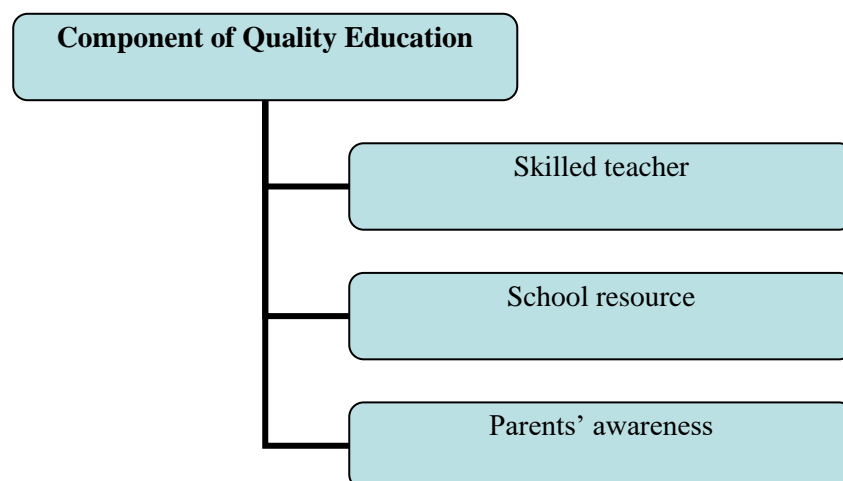 Component of Quality Education
Skilled teacher
School resource
Parents’ awareness